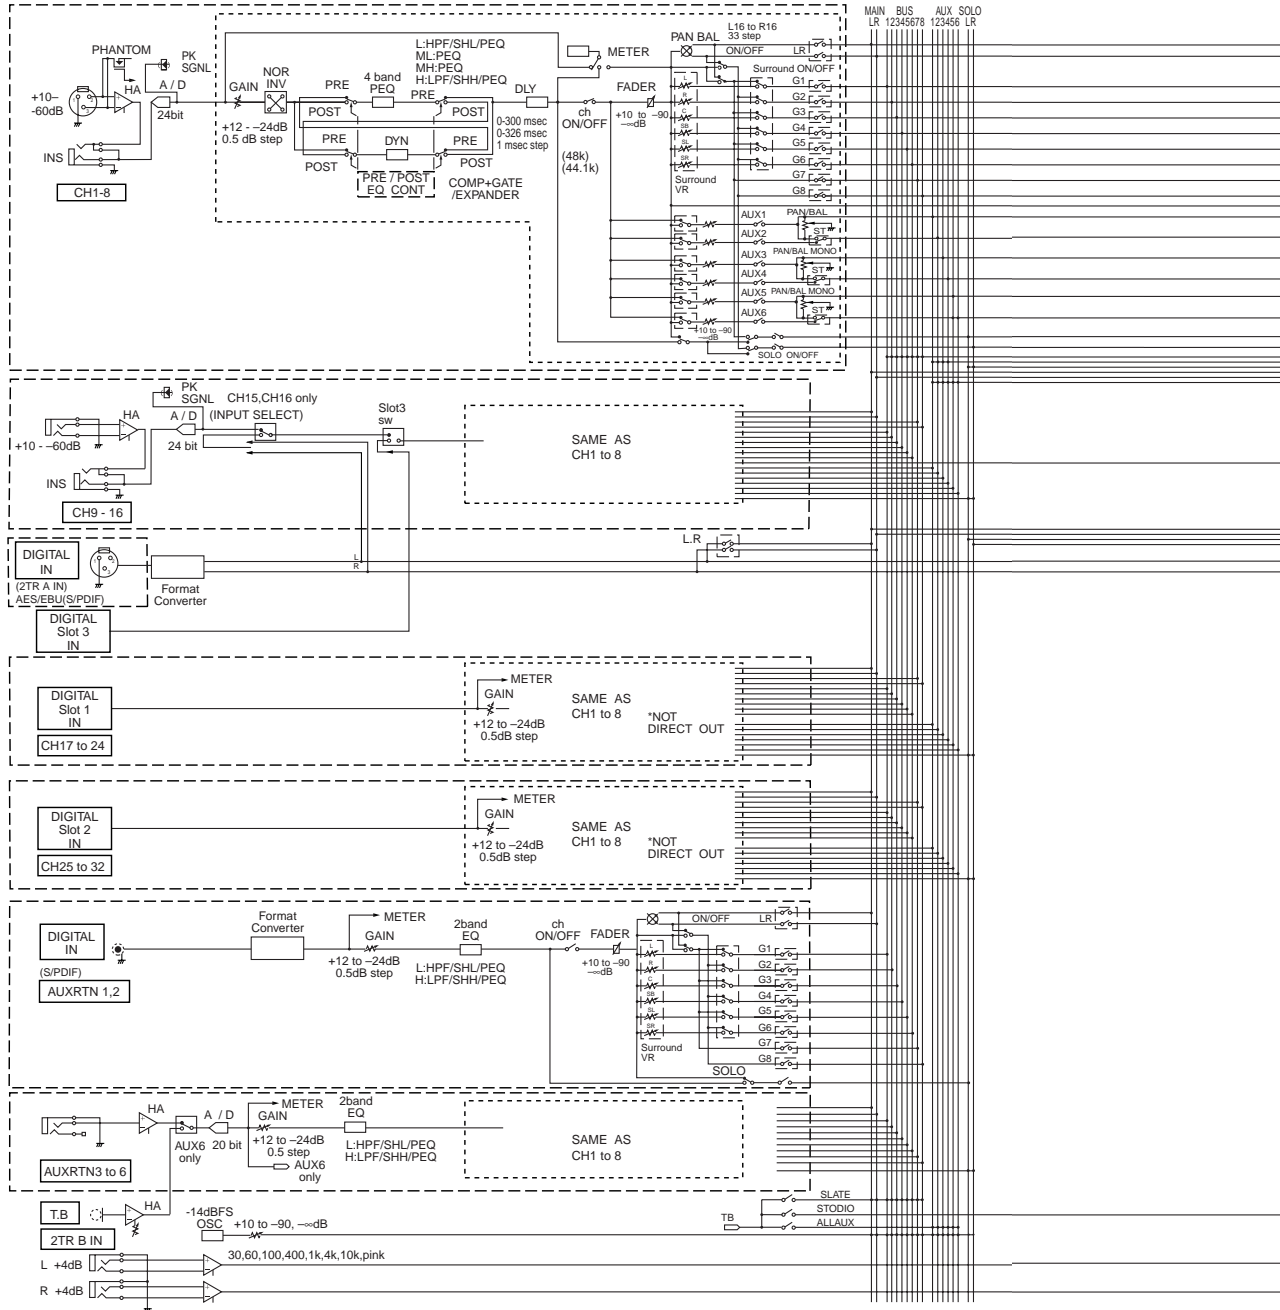 MAIN BUS AUX SOLO
LR 12345678 123456 LR
PHANTOM
PK
SGNL
HA
A / D
24bit
+10–
-60dB
INS
CH1-8
GAIN
+12 - –24dB
0.5 dB step
NOR
INV
PRE
POST
4 band
PEQ
L:HPF/SHL/PEQ
ML:PEQ
MH:PEQ
H:LPF/SHH/PEQ
PRE
POST
DLY
0-300 msec
0-326 msec
1 msec step
(48k)
(44.1k)
PRE
POST
DYN
PRE
POST
PRE / POST
EQ CONT
COMP+GATE
/EXPANDER
METER
ch
ON/OFF
FADER
+10 to –90
–∞dB
PAN BAL
L16 to R16
33 step
ON/OFF
LR
Surround ON/OFF
L
R
C
SB
SL
SR
Surround
VR
G1
G2
G3
G4
G5
G6
G7
G8
AUX1
PAN/BAL
AUX2
ST
AUX3
PAN/BAL MONO
AUX4
ST
AUX5
PAN/BAL MONO
AUX6
ST
+10 to –90
–∞dB
SOLO ON/OFF
PK
SGNL
CH15,CH16 only
(INPUT SELECT)
HA
A / D
24 bit
+10 - –60dB
INS
CH9 - 16
Slot3
sw
SAME AS
CH1 to 8
DIGITAL
IN
(2TR A IN)
AES/EBU(S/PDIF)
Format
Converter
L
R
L.R
DIGITAL
Slot 3
IN
DIGITAL
Slot 1
IN
CH17 to 24
METER
GAIN
+12 to –24dB
0.5dB step
SAME AS
CH1 to 8
*NOT
DIRECT OUT
DIGITAL
Slot 2
IN
CH25 to 32
METER
GAIN
+12 to –24dB
0.5dB step
SAME AS
CH1 to 8
*NOT
DIRECT OUT
DIGITAL
IN
(S/PDIF)
AUXRTN 1,2
Format
Converter
METER
GAIN
+12 to –24dB
0.5dB step
2band
EQ
L:HPF/SHL/PEQ
H:LPF/SHH/PEQ
ch
ON/OFF
FADER
+10 to –90
–∞dB
ON/OFF
LR
L
R
C
SB
SL
SR
Surround
VR
G1
G2
G3
G4
G5
G6
G7
G8
SOLO
HA
AUX6
only
A / D
20 bit
METER
GAIN
+12 to –24dB
0.5 step
AUX6
only
2band
EQ
L:HPF/SHL/PEQ
H:LPF/SHH/PEQ
SAME AS
CH1 to 8
AUXRTN3 to 6
T.B
HA
-14dBFS
OSC
+10 to –90, –∞dB
30,60,100,400,1k,4k,10k,pink
TB
SLATE
STODIO
ALLAUX
2TR B IN
L +4dB
R +4dB